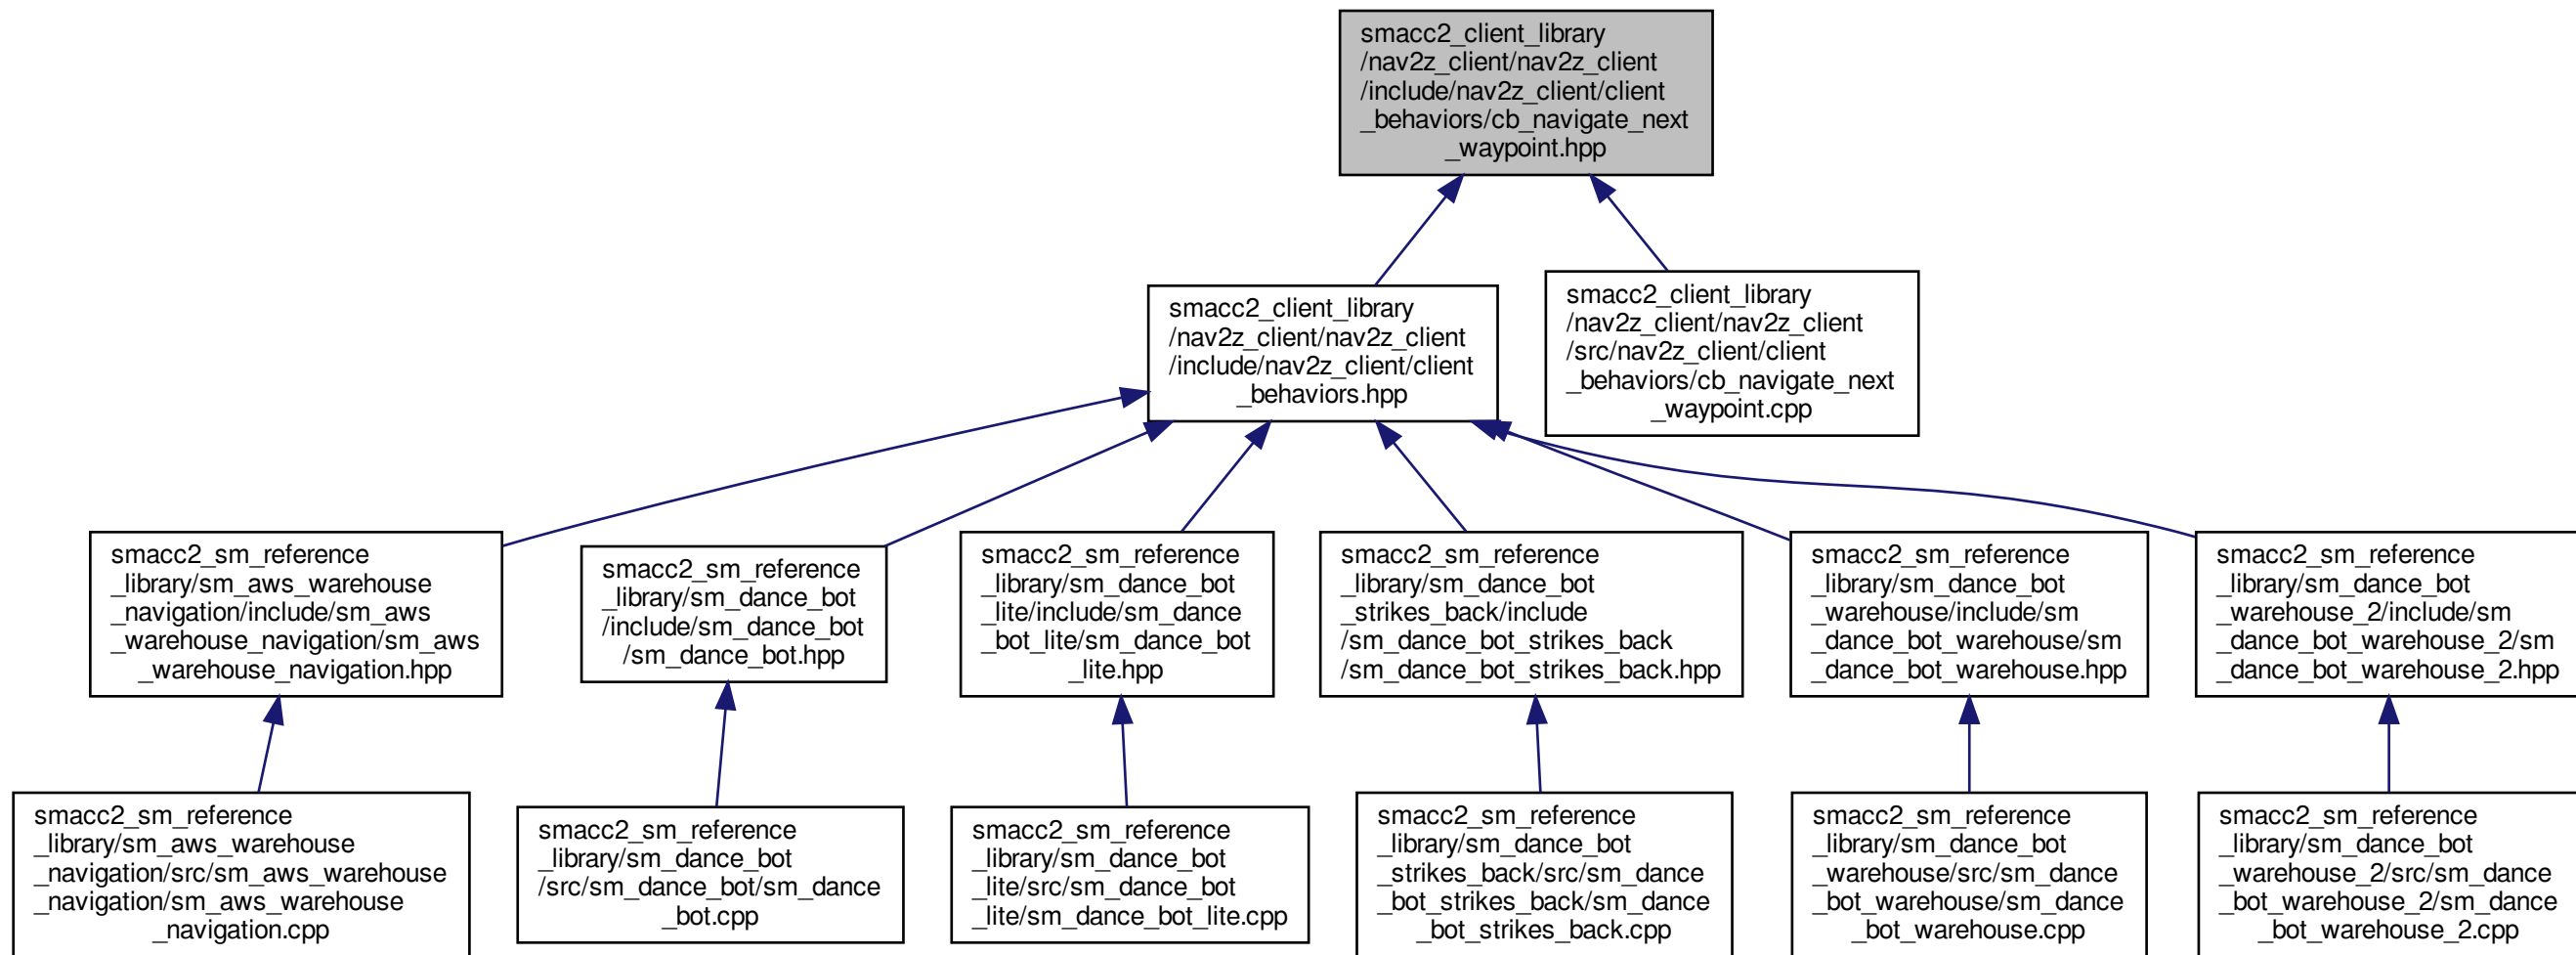 smacc2_client_library
/nav2z_client/nav2z_client
/include/nav2z_client/client
_behaviors/cb_navigate_next
_waypoint.hpp
smacc2_client_library
/nav2z_client/nav2z_client
/include/nav2z_client/client
_behaviors.hpp
smacc2_client_library
/nav2z_client/nav2z_client
/src/nav2z_client/client
_behaviors/cb_navigate_next
_waypoint.cpp
smacc2_sm_reference
_library/sm_aws_warehouse
_navigation/include/sm_aws
_warehouse_navigation/sm_aws
_warehouse_navigation.hpp
smacc2_sm_reference
_library/sm_dance_bot
/include/sm_dance_bot
/sm_dance_bot.hpp
smacc2_sm_reference
_library/sm_dance_bot
_lite/include/sm_dance
_bot_lite/sm_dance_bot
_lite.hpp
smacc2_sm_reference
_library/sm_dance_bot
_strikes_back/include
/sm_dance_bot_strikes_back
/sm_dance_bot_strikes_back.hpp
smacc2_sm_reference
_library/sm_dance_bot
_warehouse/include/sm
_dance_bot_warehouse/sm
_dance_bot_warehouse.hpp
smacc2_sm_reference
_library/sm_dance_bot
_warehouse_2/include/sm
_dance_bot_warehouse_2/sm
_dance_bot_warehouse_2.hpp
smacc2_sm_reference
_library/sm_aws_warehouse
_navigation/src/sm_aws_warehouse
_navigation/sm_aws_warehouse
_navigation.cpp
smacc2_sm_reference
_library/sm_dance_bot
/src/sm_dance_bot/sm_dance
_bot.cpp
smacc2_sm_reference
_library/sm_dance_bot
_lite/src/sm_dance_bot
_lite/sm_dance_bot_lite.cpp
smacc2_sm_reference
_library/sm_dance_bot
_strikes_back/src/sm_dance
_bot_strikes_back/sm_dance
_bot_strikes_back.cpp
smacc2_sm_reference
_library/sm_dance_bot
_warehouse/src/sm_dance
_bot_warehouse/sm_dance
_bot_warehouse.cpp
smacc2_sm_reference
_library/sm_dance_bot
_warehouse_2/src/sm_dance
_bot_warehouse_2/sm_dance
_bot_warehouse_2.cpp